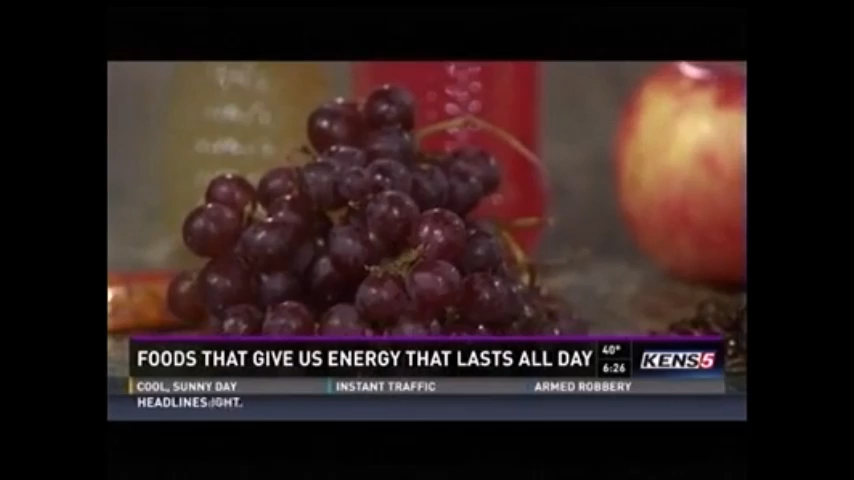 FOODS THAT GIVE US ENERGY THAT LASTS ALL DAY
40°
6:26
KENS5
COOL, SUNNY DAY
INSTANT TRAFFIC
ARMED ROBBERY
HEADLINES